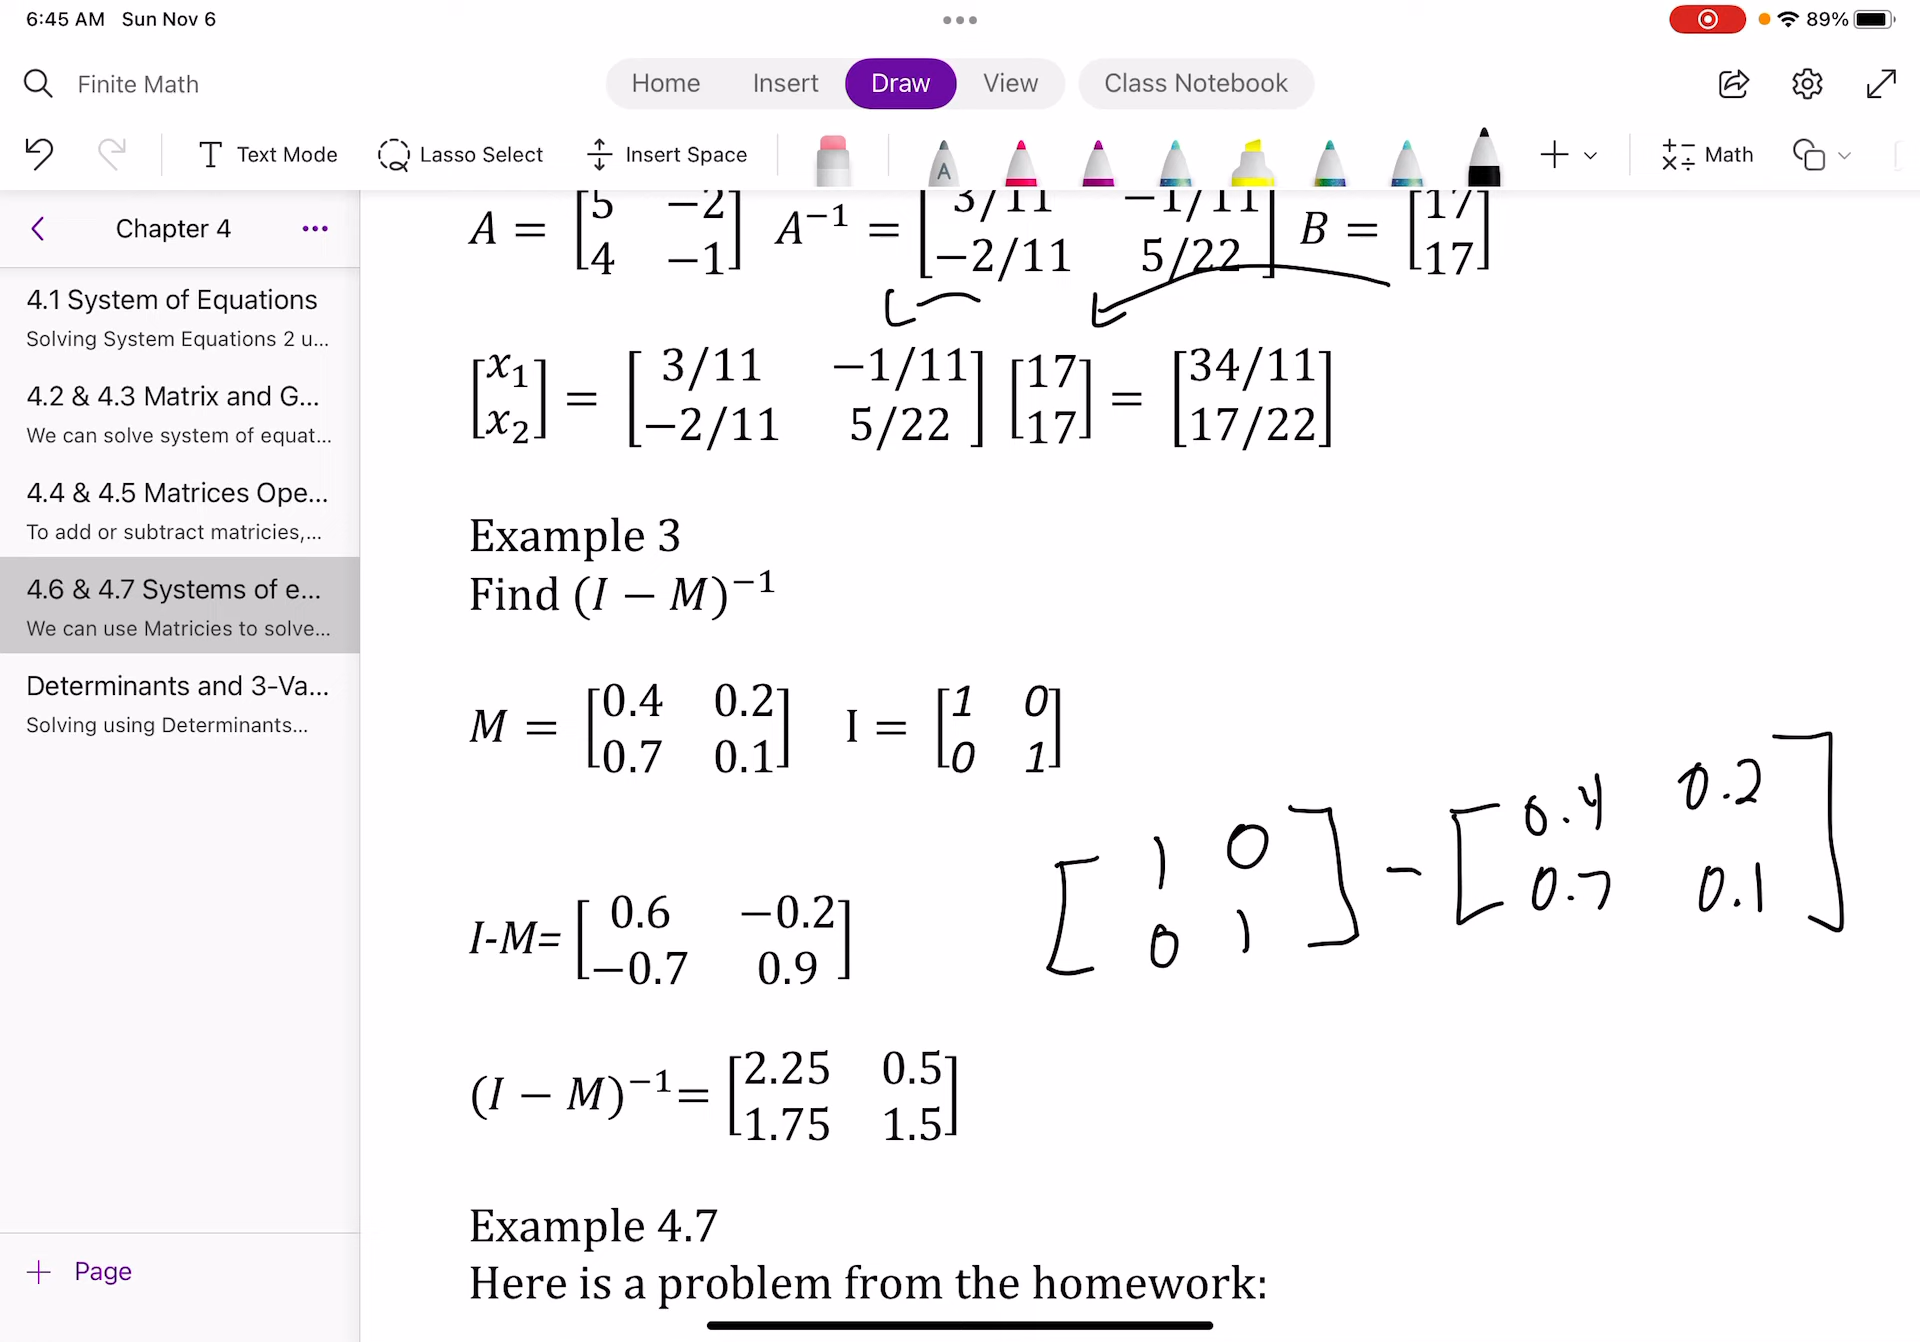 6:45 AM Sun Nov 6
89%
Finite Math
Home Insert Draw View Class Notebook
T Text Mode Lasso Select Insert Space A Math
Chapter 4
4.1 System of Equations
Solving System Equations 2 u...
4.2 & 4.3 Matrix and G...
We can solve system of equat...
4.4 & 4.5 Matrices Ope...
To add or subtract matricies,...
4.6 & 4.7 Systems of e...
We can use Matricies to solve...
Determinants and 3-Va...
Solving using Determinants...
+ Page
A = [5 −2; 4 −1] A⁻¹ = [3/11 −1/11; −2/11 5/22] B = [17; 17]
[x₁; x₂] = [3/11 −1/11; −2/11 5/22] [17; 17] = [34/11; 17/22]
Example 3
Find (I − M)⁻¹
M = [0.4 0.2; 0.7 0.1] I = [1 0; 0 1]
[1 0; 0 1] − [0.4 0.2; 0.7 0.1]
I-M= [0.6 −0.2; −0.7 0.9]
(I − M)⁻¹= [2.25 0.5; 1.75 1.5]
Example 4.7
Here is a problem from the homework: